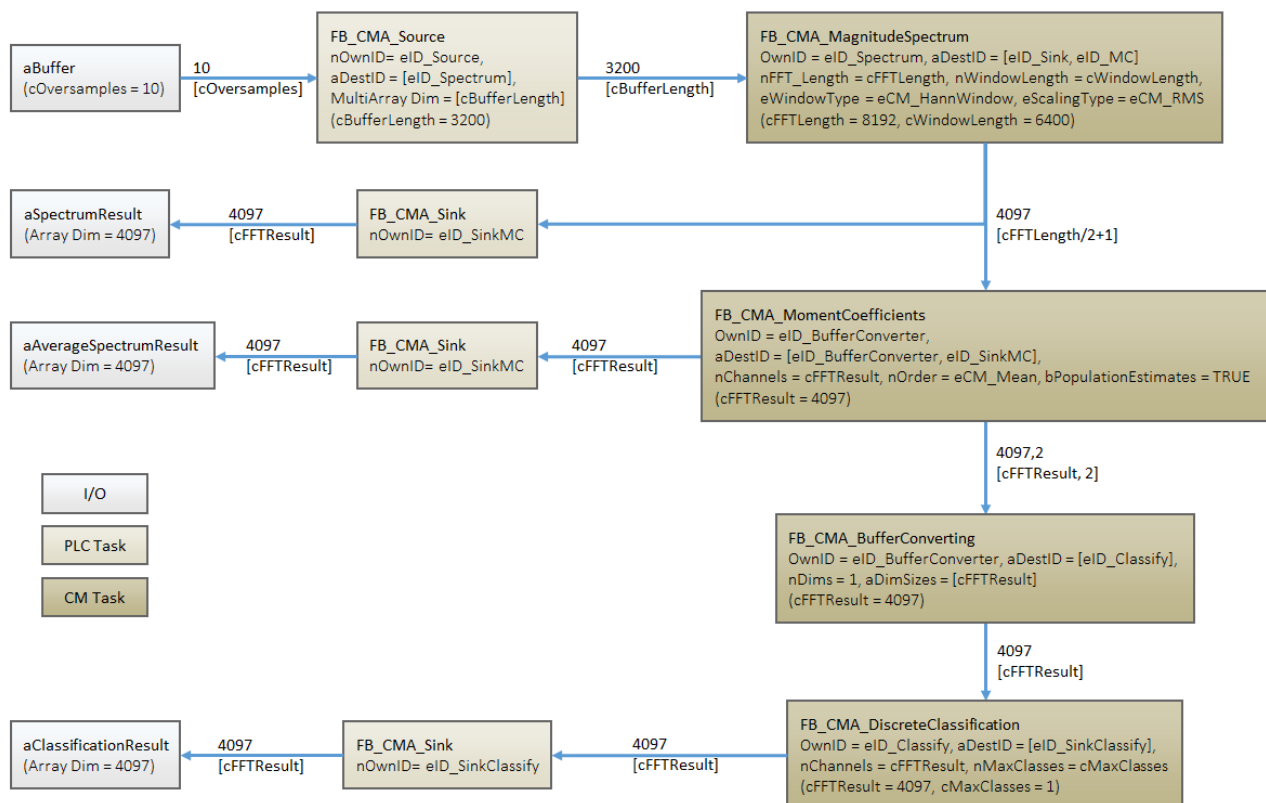 aBuffer
(cOversamples = 10)
10
[cOversamples]
FB_CMA_Source
nOwnID= eID_Source,
aDestID = [eID_Spectrum],
MultiArray Dim = [cBufferLength]
(cBufferLength = 3200)
3200
[cBufferLength]
FB_CMA_MagnitudeSpectrum
OwnID = eID_Spectrum, aDestID = [eID_Sink, eID_MC]
nFFT_Length = cFFTLength, nWindowLength = cWindowLength,
eWindowType = eCM_HannWindow, eScalingType = eCM_RMS
(cFFTLength = 8192, cWindowLength = 6400)
aSpectrumResult
(Array Dim = 4097)
4097
[cFFTResult]
FB_CMA_Sink
nOwnID= eID_SinkMC
4097
[cFFTLength/2+1]
aAverageSpectrumResult
(Array Dim = 4097)
4097
[cFFTResult]
FB_CMA_Sink
nOwnID= eID_SinkMC
4097
[cFFTResult]
FB_CMA_MomentCoefficients
OwnID = eID_BufferConverter,
aDestID = [eID_BufferConverter, eID_SinkMC],
nChannels = cFFTResult, nOrder = eCM_Mean, bPopulationEstimates = TRUE
(cFFTResult = 4097)
4097,2
[cFFTResult, 2]
I/O
PLC Task
CM Task
FB_CMA_BufferConverting
OwnID = eID_BufferConverter, aDestID = [eID_Classify],
nDims = 1, aDimSizes = [cFFTResult]
(cFFTResult = 4097)
4097
[cFFTResult]
aClassificationResult
(Array Dim = 4097)
4097
[cFFTResult]
FB_CMA_Sink
nOwnID= eID_SinkClassify
4097
[cFFTResult]
FB_CMA_DiscreteClassification
OwnID = eID_Classify, aDestID = [eID_SinkClassify],
nChannels = cFFTResult, nMaxClasses = cMaxClasses
(cFFTResult = 4097, cMaxClasses = 1)